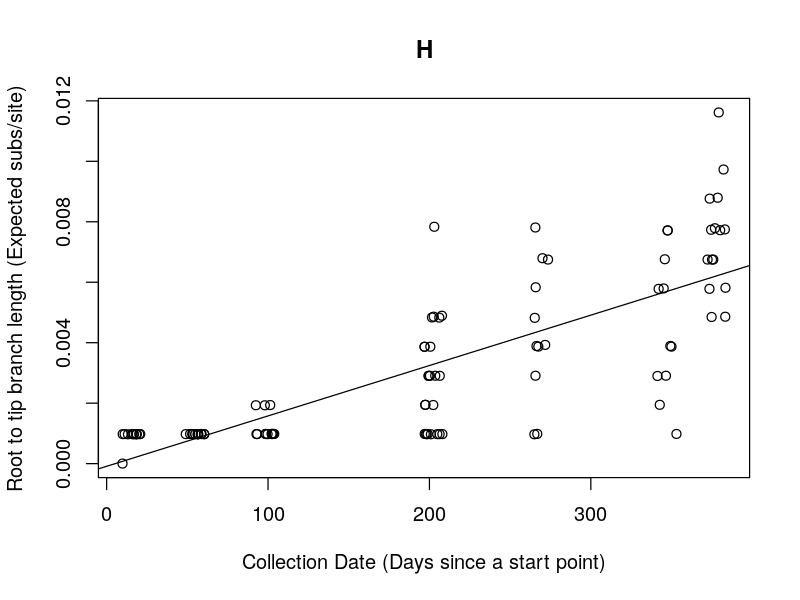 H
Root to tip branch length (Expected subs/site)
0.012
0.008
0.004
0.000
0 100 200 300
Collection Date (Days since a start point)